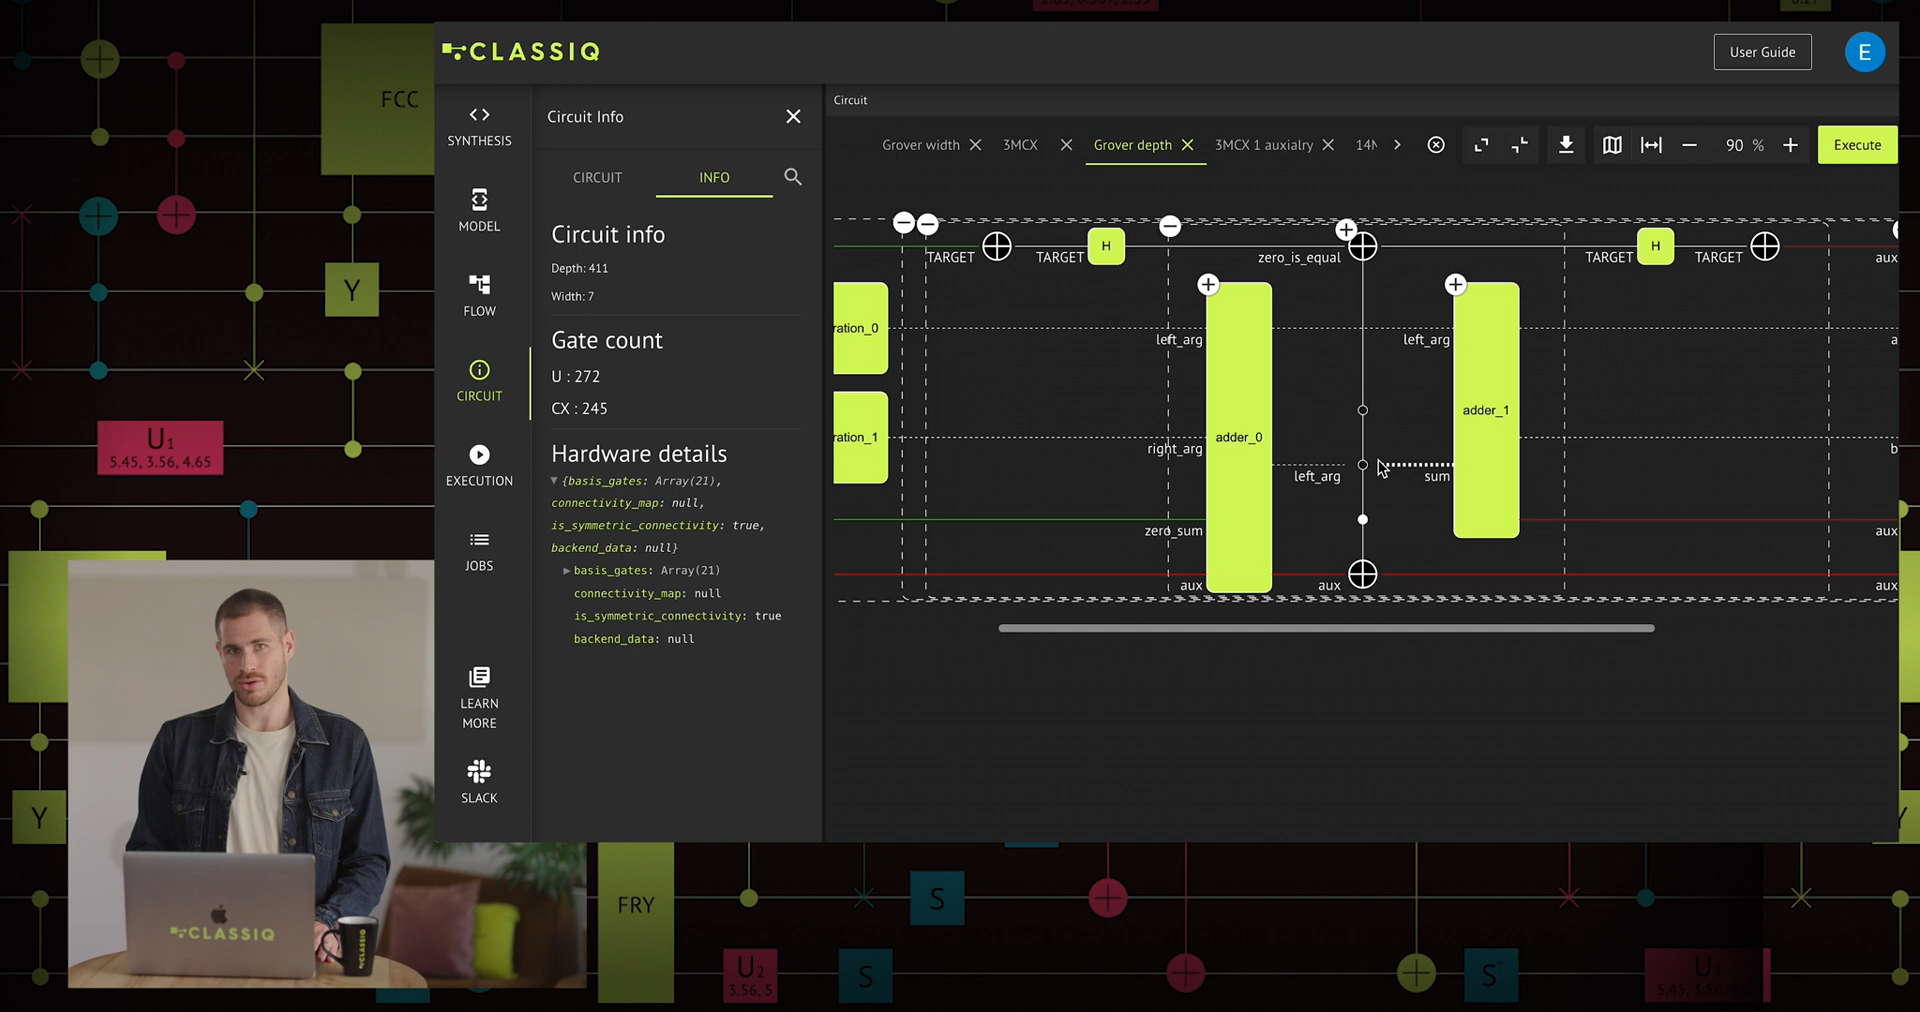 FCC
Y
U1
5.45, 3.56, 4.65
Y
CLASSIQ
User Guide
E
SYNTHESIS
MODEL
FLOW
CIRCUIT
EXECUTION
JOBS
LEARN
MORE
SLACK
Circuit Info
CIRCUIT
INFO
Circuit info
Depth: 411
Width: 7
Gate count
U : 272
CX : 245
Hardware details
{basis_gates: Array(21),
connectivity_map: null,
is_symmetric_connectivity: true,
backend_data: null}
basis_gates: Array(21)
connectivity_map: null
is_symmetric_connectivity: true
backend_data: null
Circuit
Grover width
3MCX
Grover depth
3MCX 1 auxialry
90 %
Execute
TARGET
TARGET
H
zero_is_equal
TARGET
H
TARGET
aux
ration_0
left_arg
left_arg
a
adder_1
ration_1
right_arg
adder_0
b
left_arg
sum
zero_sum
aux
aux
aux
aux
CLASSIQ
CLASSIQ
FRY
S
U2
3.56, 5
S
S